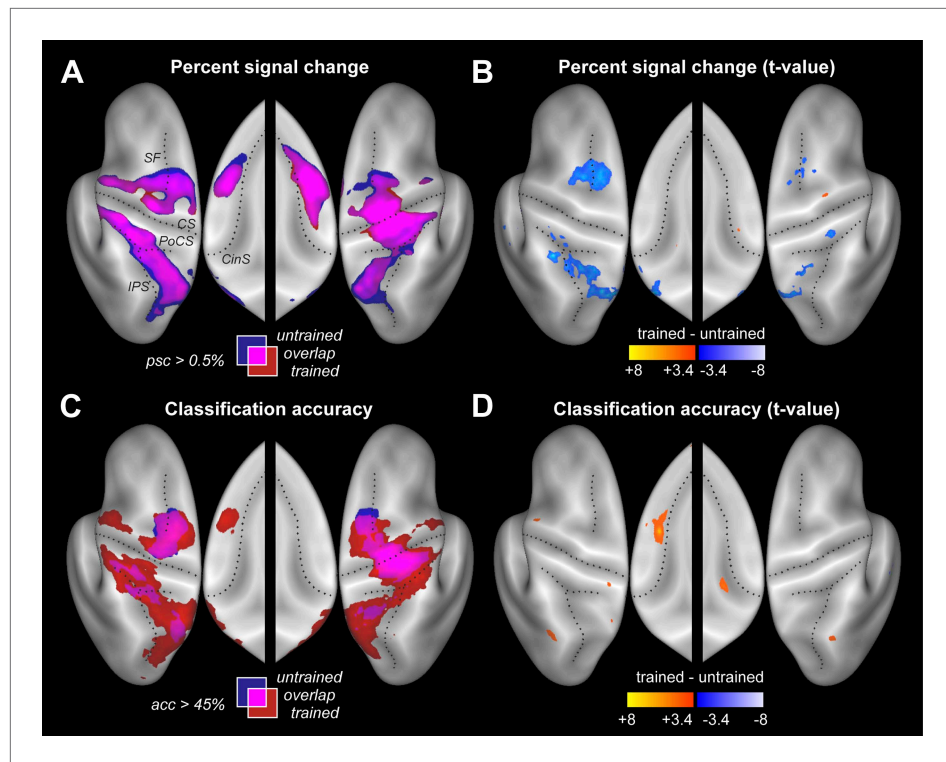 A
Percent signal change
SF
CS
PoCS
IPS
CinS
psc > 0.5%
untrained
overlap
trained
B
Percent signal change (t-value)
trained - untrained
+8 +3.4 -3.4 -8
C
Classification accuracy
acc > 45%
untrained
overlap
trained
D
Classification accuracy (t-value)
trained - untrained
+8 +3.4 -3.4 -8